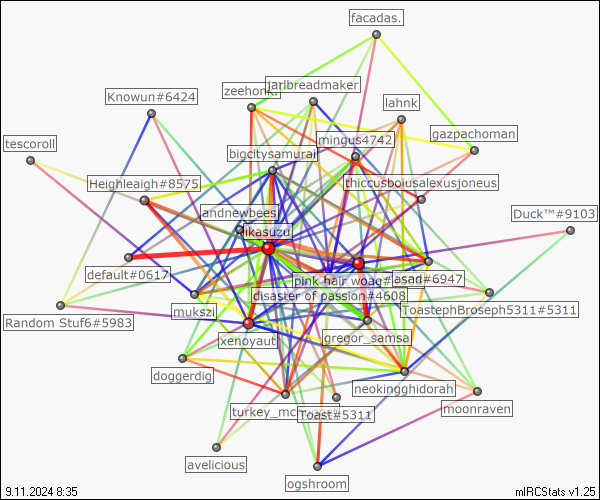 facadas.
jarlbreadmaker
zeehonk.
Knowun#6424
lahnk
gazpachoman
mingus4742
tescoroll
bigcitysamurai
Heighleaigh#8575
thiccusboiusalexusjoneus
andnewbees
Duck™#9103
ikasuzu
default#0617
pink hair woag
jasad#6947
disaster of passion#4608
mukszi
ToastephBroseph5311#5311
Random Stuf6#5983
xenoyaut
gregor_samsa
doggerdig
neokingghidorah
turkey_mc
Toast#5311
moonraven
avelicious
ogshroom
9.11.2024 8:35
mIRCStats v1.25